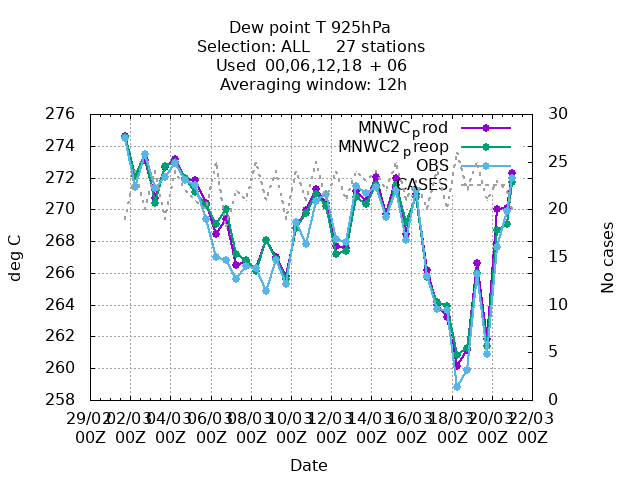 Dew point T 925hPa
Selection: ALL     27 stations
Used  00,06,12,18  + 06
Averaging window: 12h
276
274
272
270
268
266
264
262
260
258
deg C
30
25
20
15
10
5
0
No cases
MNWCprod
MNWC2preop
OBS
CASES
29/02 02/03 04/03 06/03 08/03 10/03 12/03 14/03 16/03 18/03 20/03 22/03
00Z 00Z 00Z 00Z 00Z 00Z 00Z 00Z 00Z 00Z 00Z 00Z
Date